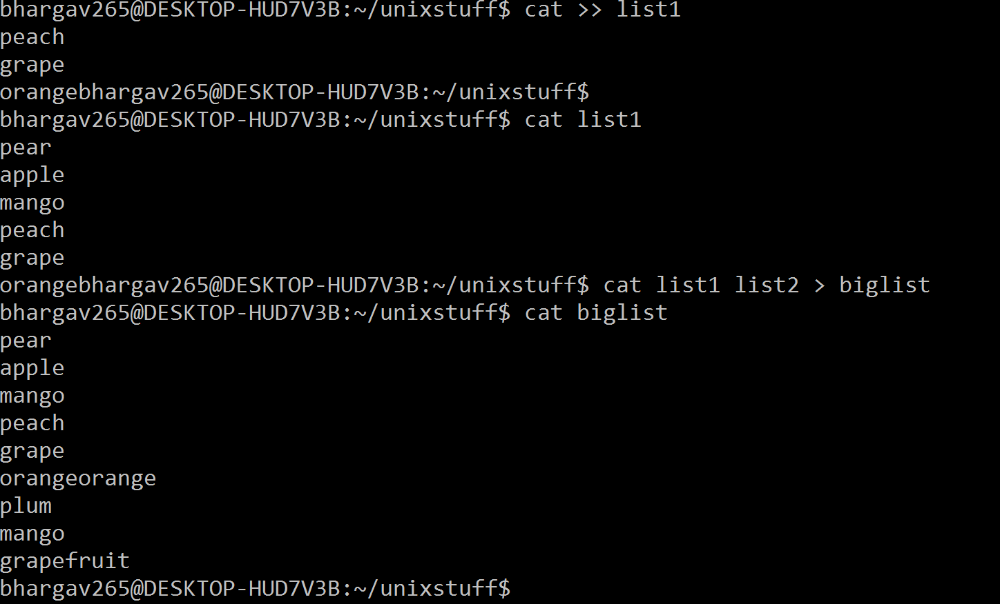 bhargav265@DESKTOP-HUD7V3B:~/unixstuff$ cat >> list1
peach
grape
orangebhargav265@DESKTOP-HUD7V3B:~/unixstuff$
bhargav265@DESKTOP-HUD7V3B:~/unixstuff$ cat list1
pear
apple
mango
peach
grape
orangebhargav265@DESKTOP-HUD7V3B:~/unixstuff$ cat list1 list2 > biglist
bhargav265@DESKTOP-HUD7V3B:~/unixstuff$ cat biglist
pear
apple
mango
peach
grape
orangeorange
plum
mango
grapefruit
bhargav265@DESKTOP-HUD7V3B:~/unixstuff$